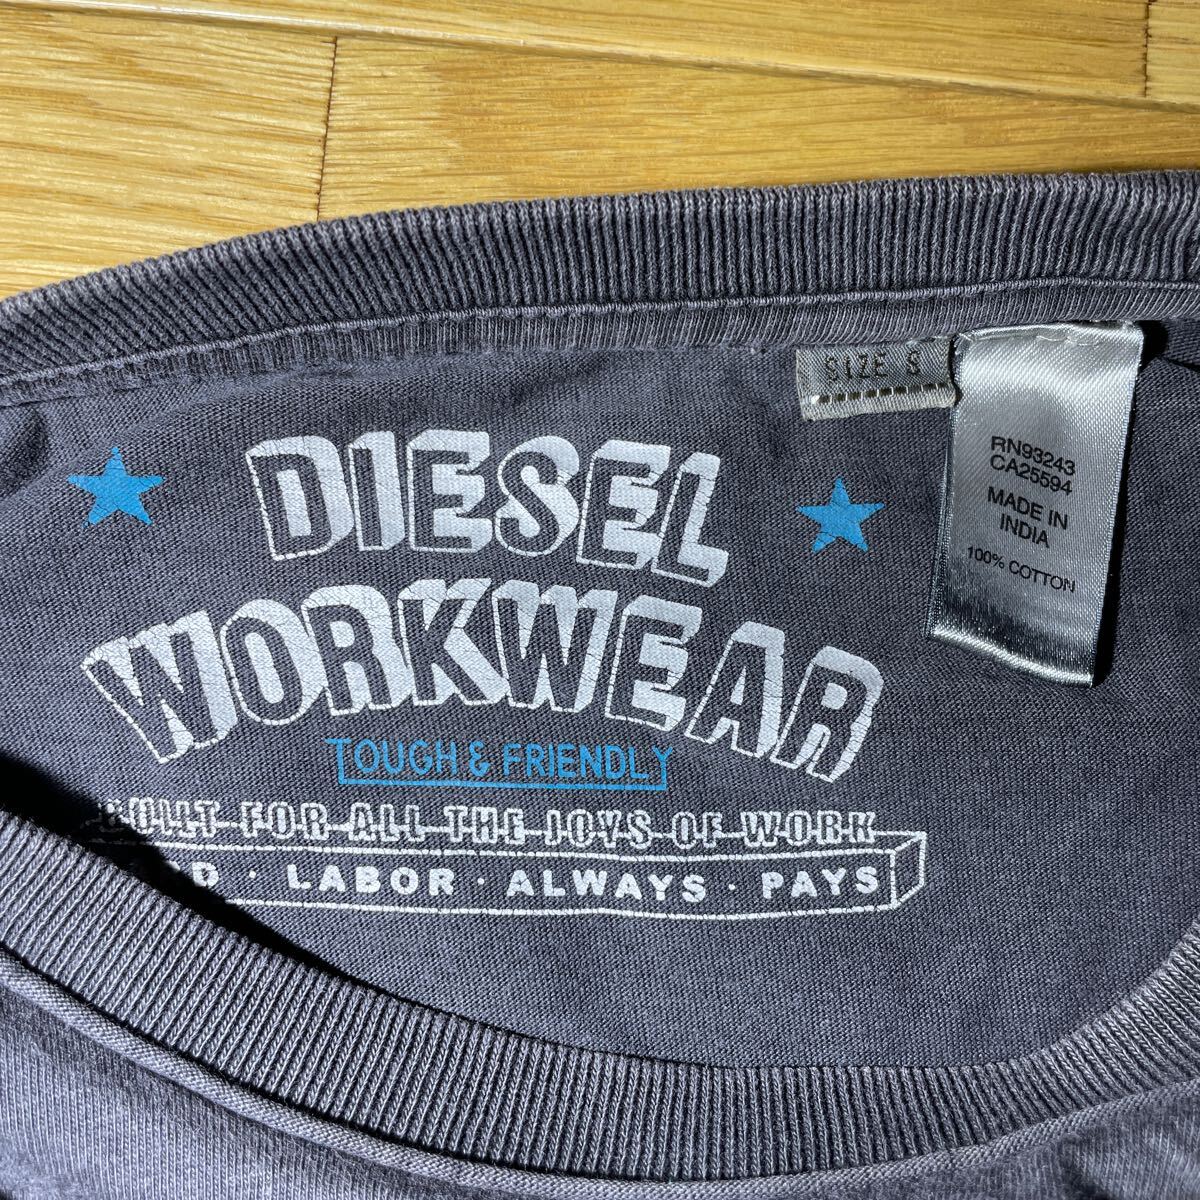 SIZE S
DIESEL
WORKWEAR
TOUGH & FRIENDLY
BUILT FOR ALL THE JOYS OF WORK
· LABOR · ALWAYS · PAYS
RN93243
CA25594
MADE IN
INDIA
100% COTTON